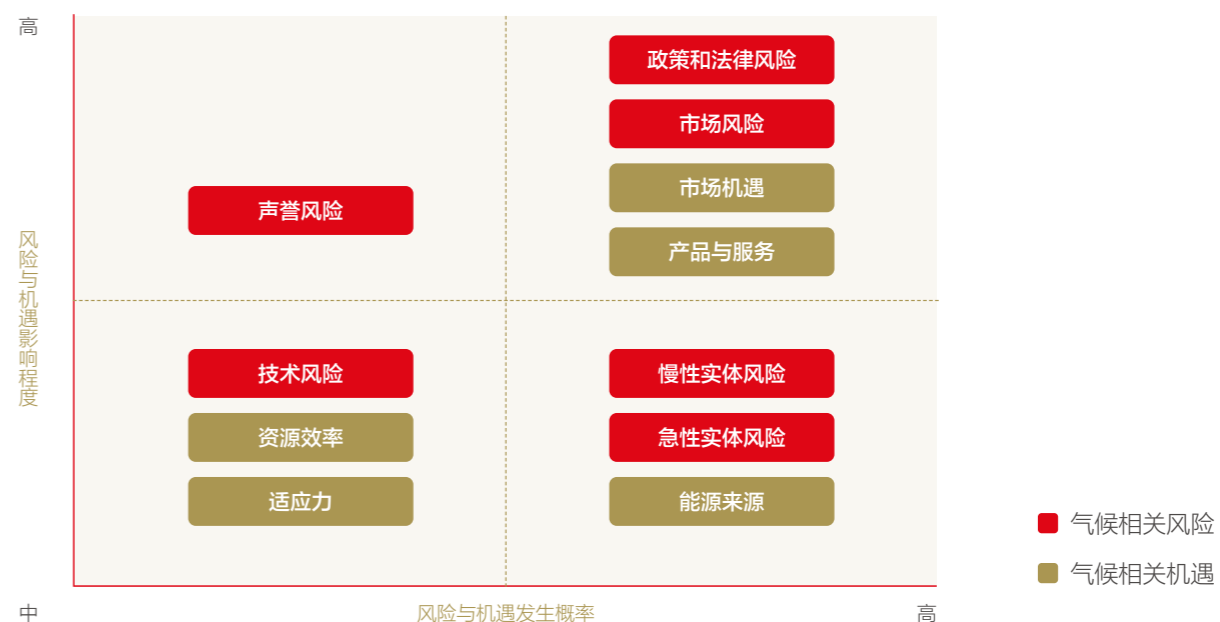 高
政策和法律风险
市场风险
市场机遇
产品与服务
声誉风险
风险与机遇影响程度
技术风险
资源效率
适应力
慢性实体风险
急性实体风险
能源来源
中
风险与机遇发生概率
高
气候相关风险
气候相关机遇